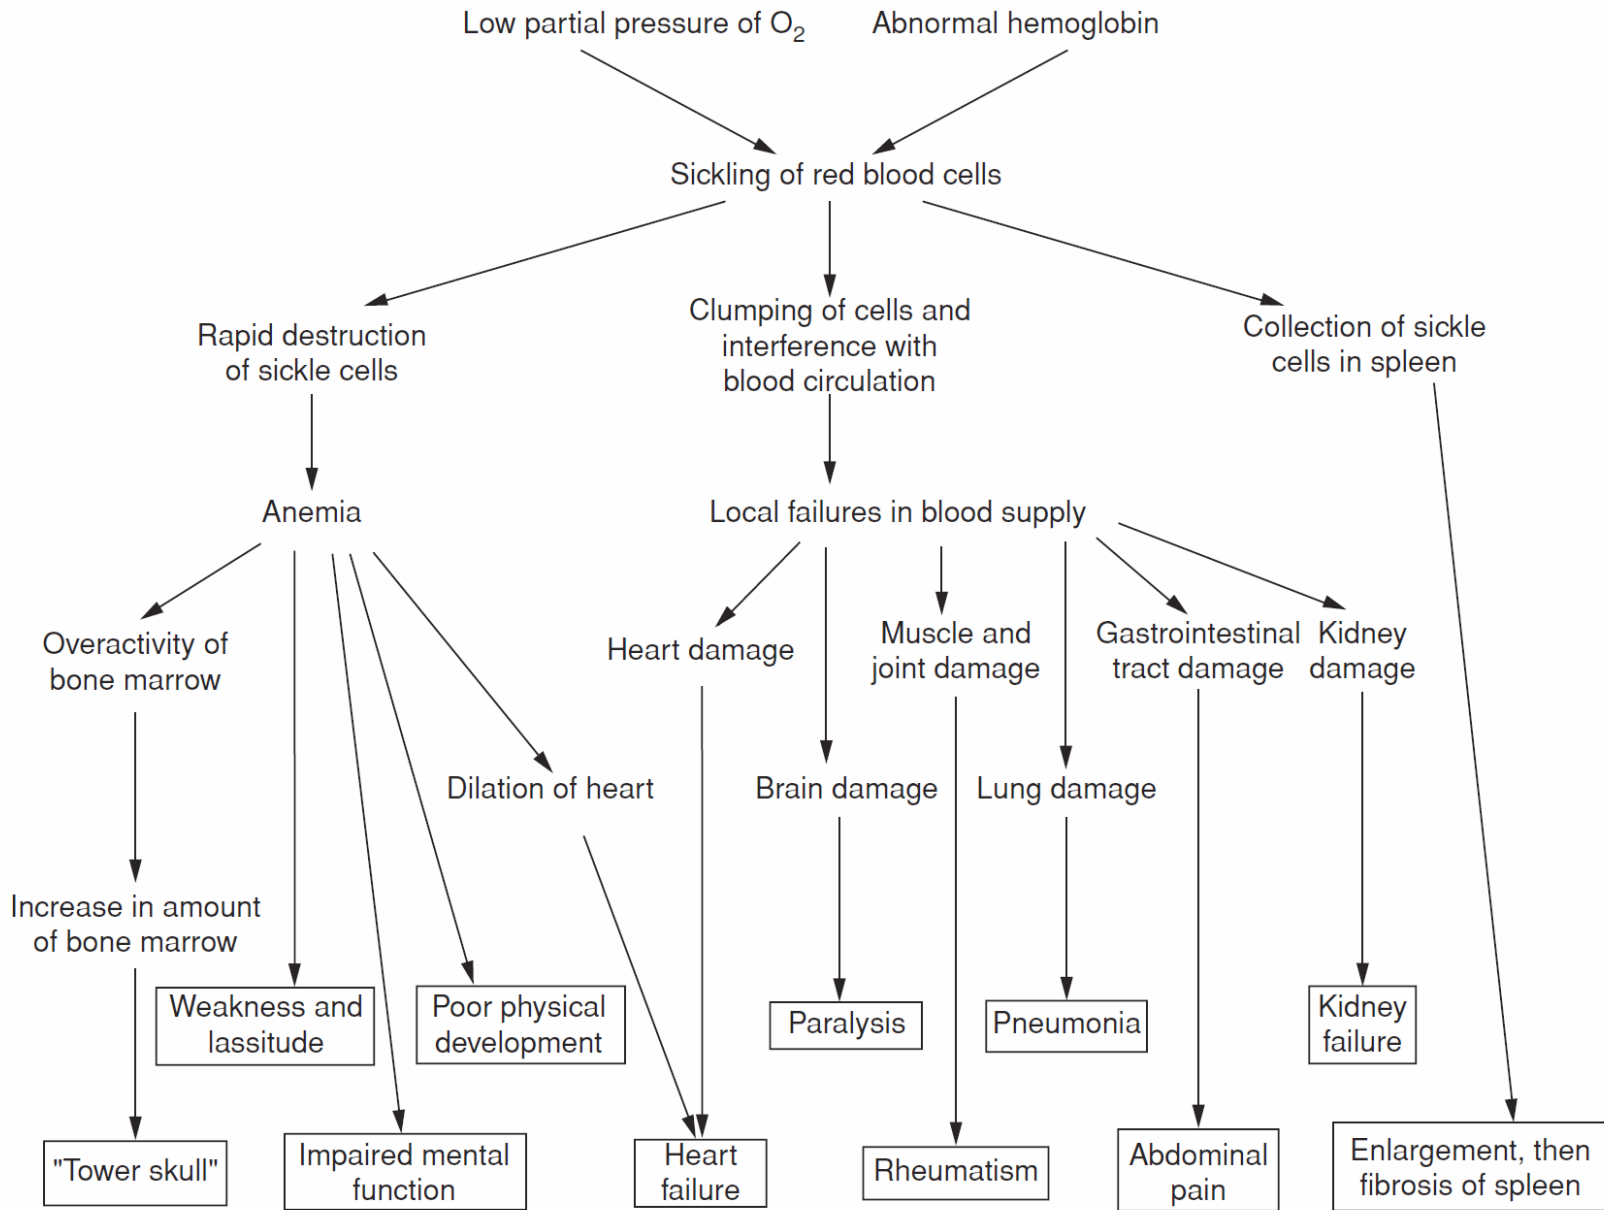 Low partial pressure of O₂
Abnormal hemoglobin
Sickling of red blood cells
Rapid destruction
of sickle cells
Clumping of cells and
interference with
blood circulation
Collection of sickle
cells in spleen
Anemia
Local failures in blood supply
Overactivity of
bone marrow
Heart damage
Muscle and
joint damage
Gastrointestinal
tract damage
Kidney
damage
Dilation of heart
Brain damage
Lung damage
Increase in amount
of bone marrow
Weakness and
lassitude
Poor physical
development
Paralysis
Pneumonia
Kidney
failure
"Tower skull"
Impaired mental
function
Heart
failure
Rheumatism
Abdominal
pain
Enlargement, then
fibrosis of spleen